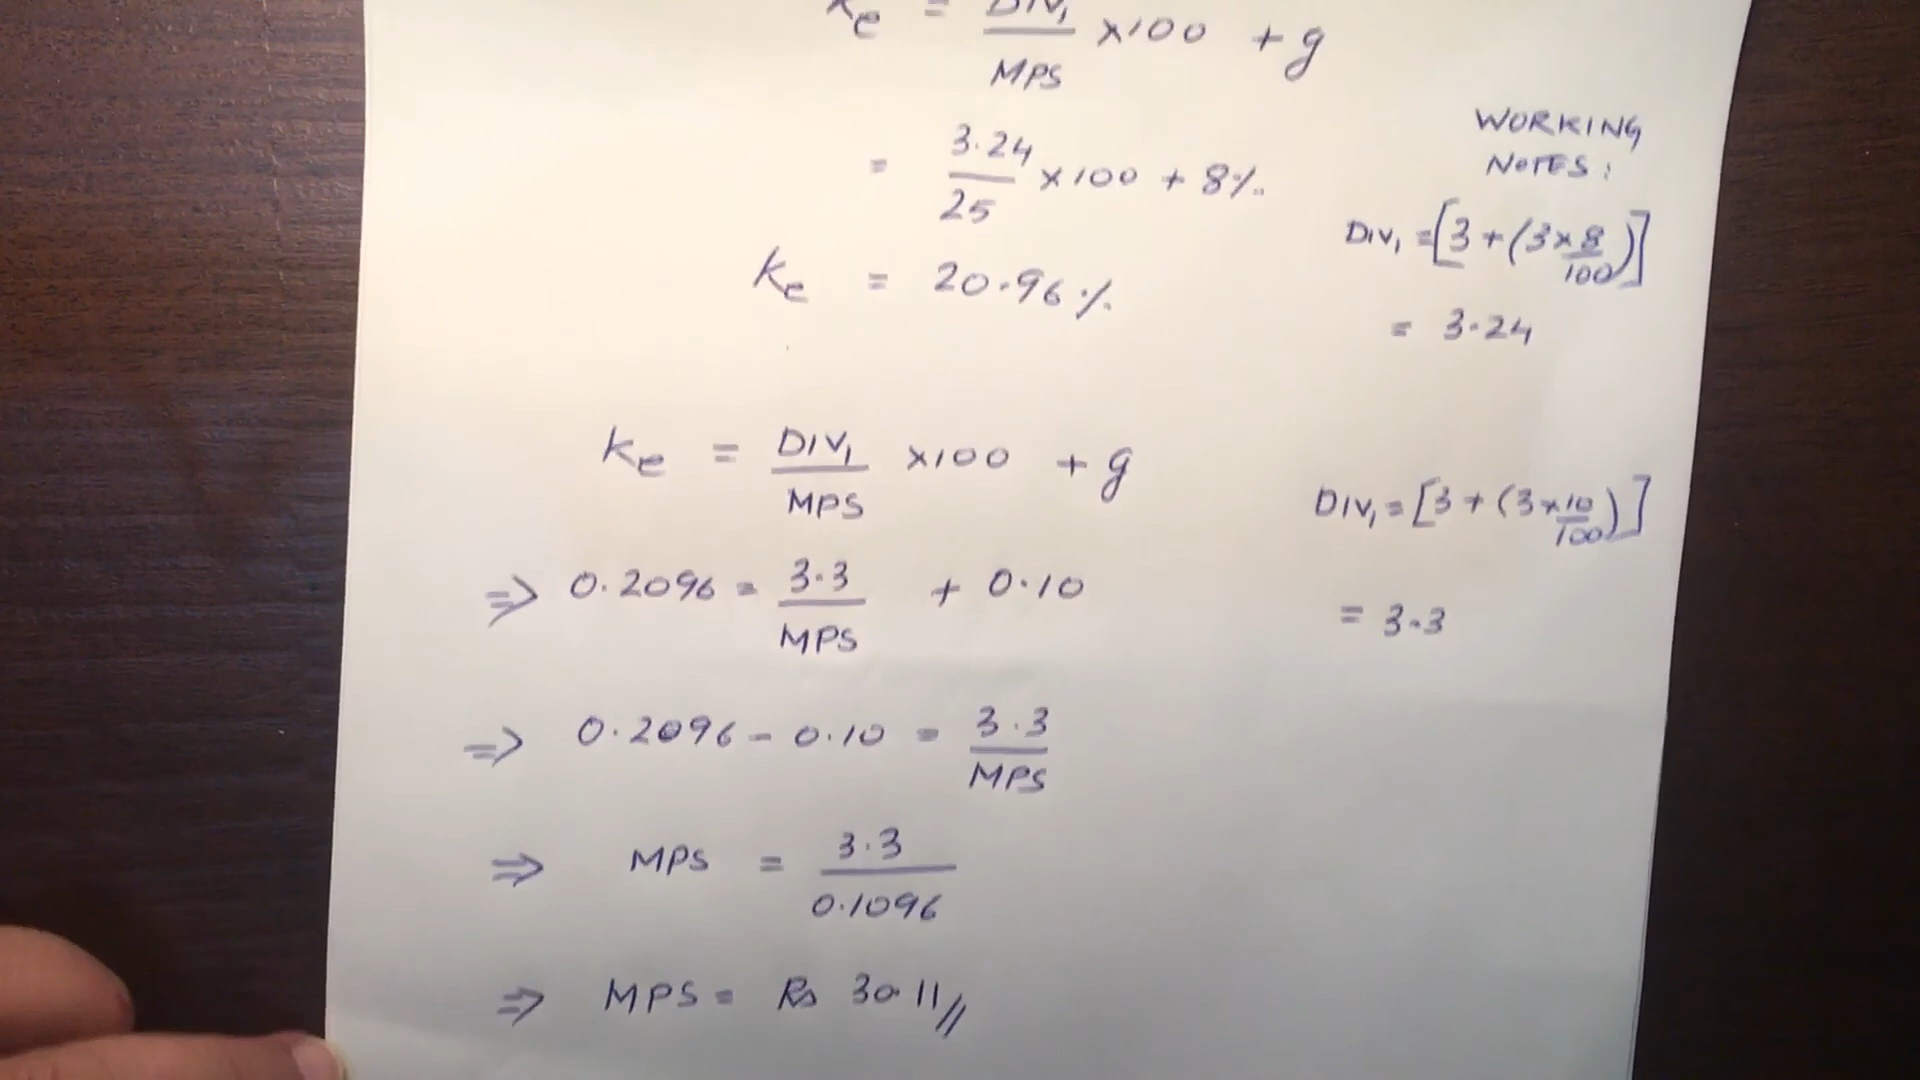 Ke = DIV₁/MPS ×100 + g
= 3.24/25 ×100 + 8%
Ke = 20.96%
WORKING
NOTES:
DIV₁ = [3 + (3×8/100)]
= 3.24
Ke = DIV₁/MPS ×100 + g
⇒ 0.2096 = 3.3/MPS + 0.10
⇒ 0.2096 - 0.10 = 3.3/MPS
⇒ MPS = 3.3/0.1096
⇒ MPS = Rs 30.11//
DIV₁ = [3 + (3×10/100)]
= 3.3